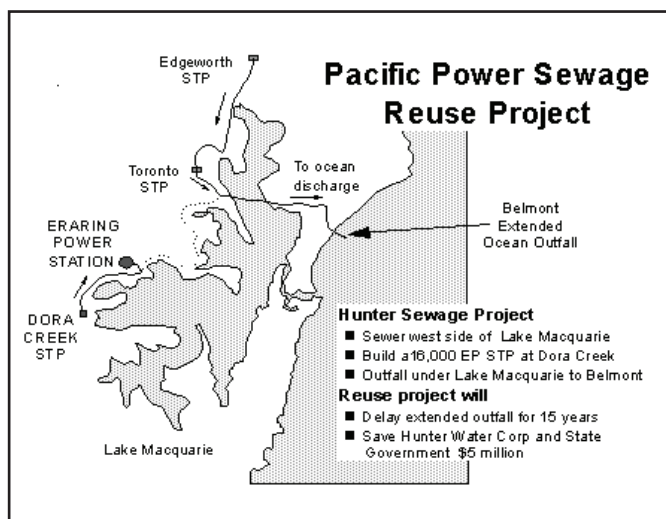 Pacific Power Sewage
Reuse Project
Edgeworth
STP
Toronto
STP
To ocean
discharge
Belmont
Extended
Ocean Outfall
ERARING
POWER
STATION
DORA
CREEK
STP
Lake Macquarie
Hunter Sewage Project
■ Sewer west side of Lake Macquarie
■ Build a16,000 EP STP at Dora Creek
■ Outfall under Lake Macquarie to Belmont
Reuse project will
■ Delay extended outfall for 15 years
■ Save Hunter Water Corp and State
Government $5 million